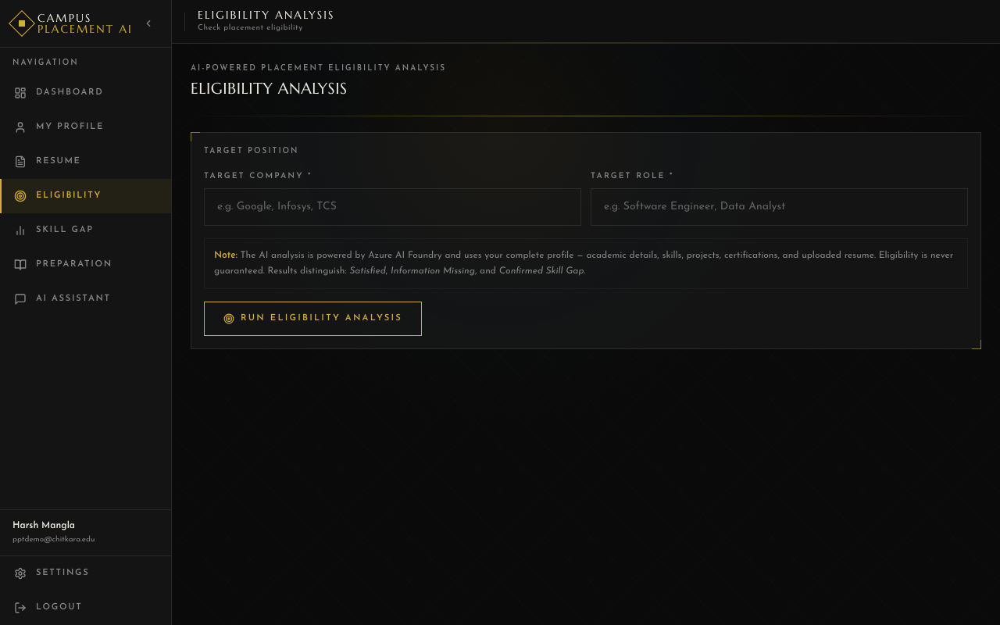 CAMPUS
PLACEMENT AI
NAVIGATION
DASHBOARD
MY PROFILE
RESUME
ELIGIBILITY
SKILL GAP
PREPARATION
AI ASSISTANT
Harsh Mangla
pptdemo@chitkara.edu
SETTINGS
LOGOUT
ELIGIBILITY ANALYSIS
Check placement eligibility
AI-POWERED PLACEMENT ELIGIBILITY ANALYSIS
ELIGIBILITY ANALYSIS
TARGET POSITION
TARGET COMPANY *
e.g. Google, Infosys, TCS
TARGET ROLE *
e.g. Software Engineer, Data Analyst
Note: The AI analysis is powered by Azure AI Foundry and uses your complete profile — academic details, skills, projects, certifications, and uploaded resume. Eligibility is never
guaranteed. Results distinguish: Satisfied, Information Missing, and Confirmed Skill Gap.
RUN ELIGIBILITY ANALYSIS